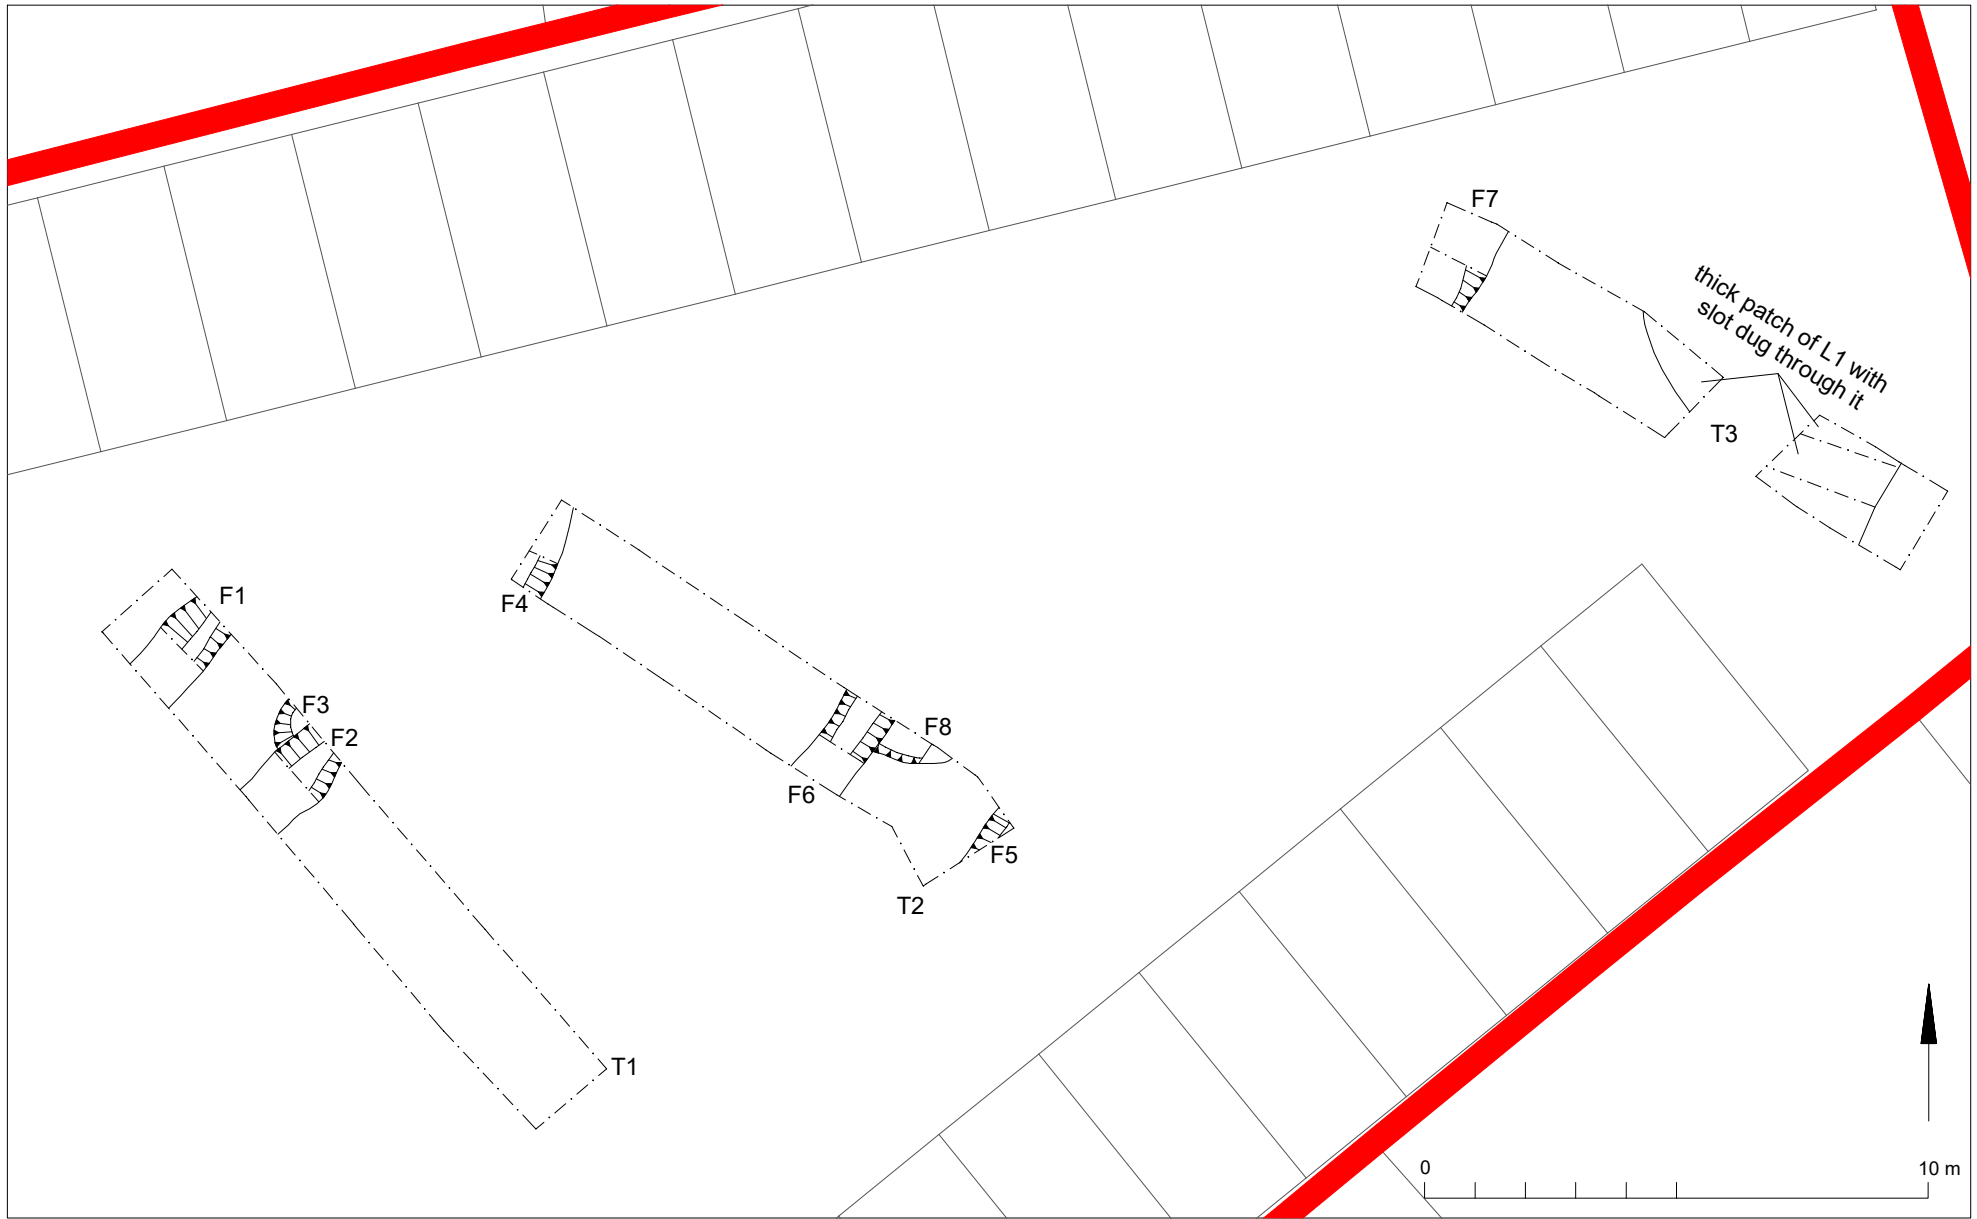 F7
thick patch of L1 with
slot dug through it
T3
F1
F4
F3
F2
F8
F6
F5
T2
T1
0
10 m